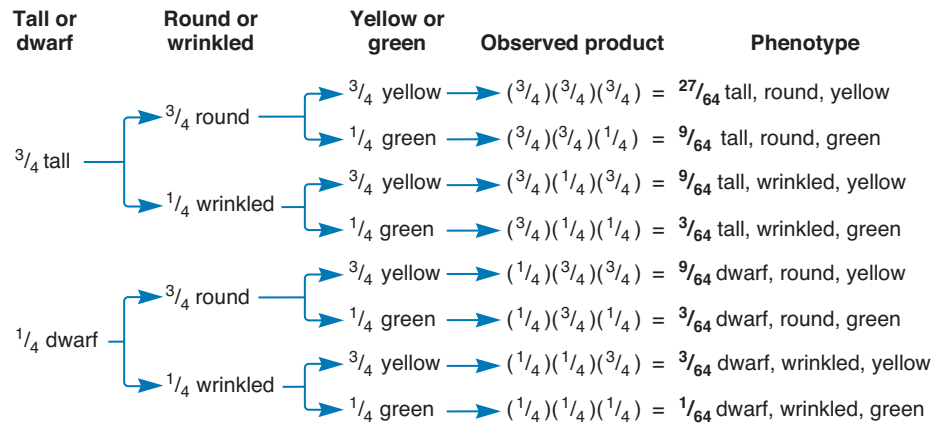 Tall or dwarf Round or wrinkled Yellow or green Observed product Phenotype
3/4 yellow (3/4)(3/4)(3/4) = 27/64 tall, round, yellow
3/4 round
1/4 green (3/4)(3/4)(1/4) = 9/64 tall, round, green
3/4 tall
3/4 yellow (3/4)(1/4)(3/4) = 9/64 tall, wrinkled, yellow
1/4 wrinkled
1/4 green (3/4)(1/4)(1/4) = 3/64 tall, wrinkled, green
3/4 yellow (1/4)(3/4)(3/4) = 9/64 dwarf, round, yellow
3/4 round
1/4 green (1/4)(3/4)(1/4) = 3/64 dwarf, round, green
1/4 dwarf
3/4 yellow (1/4)(1/4)(3/4) = 3/64 dwarf, wrinkled, yellow
1/4 wrinkled
1/4 green (1/4)(1/4)(1/4) = 1/64 dwarf, wrinkled, green